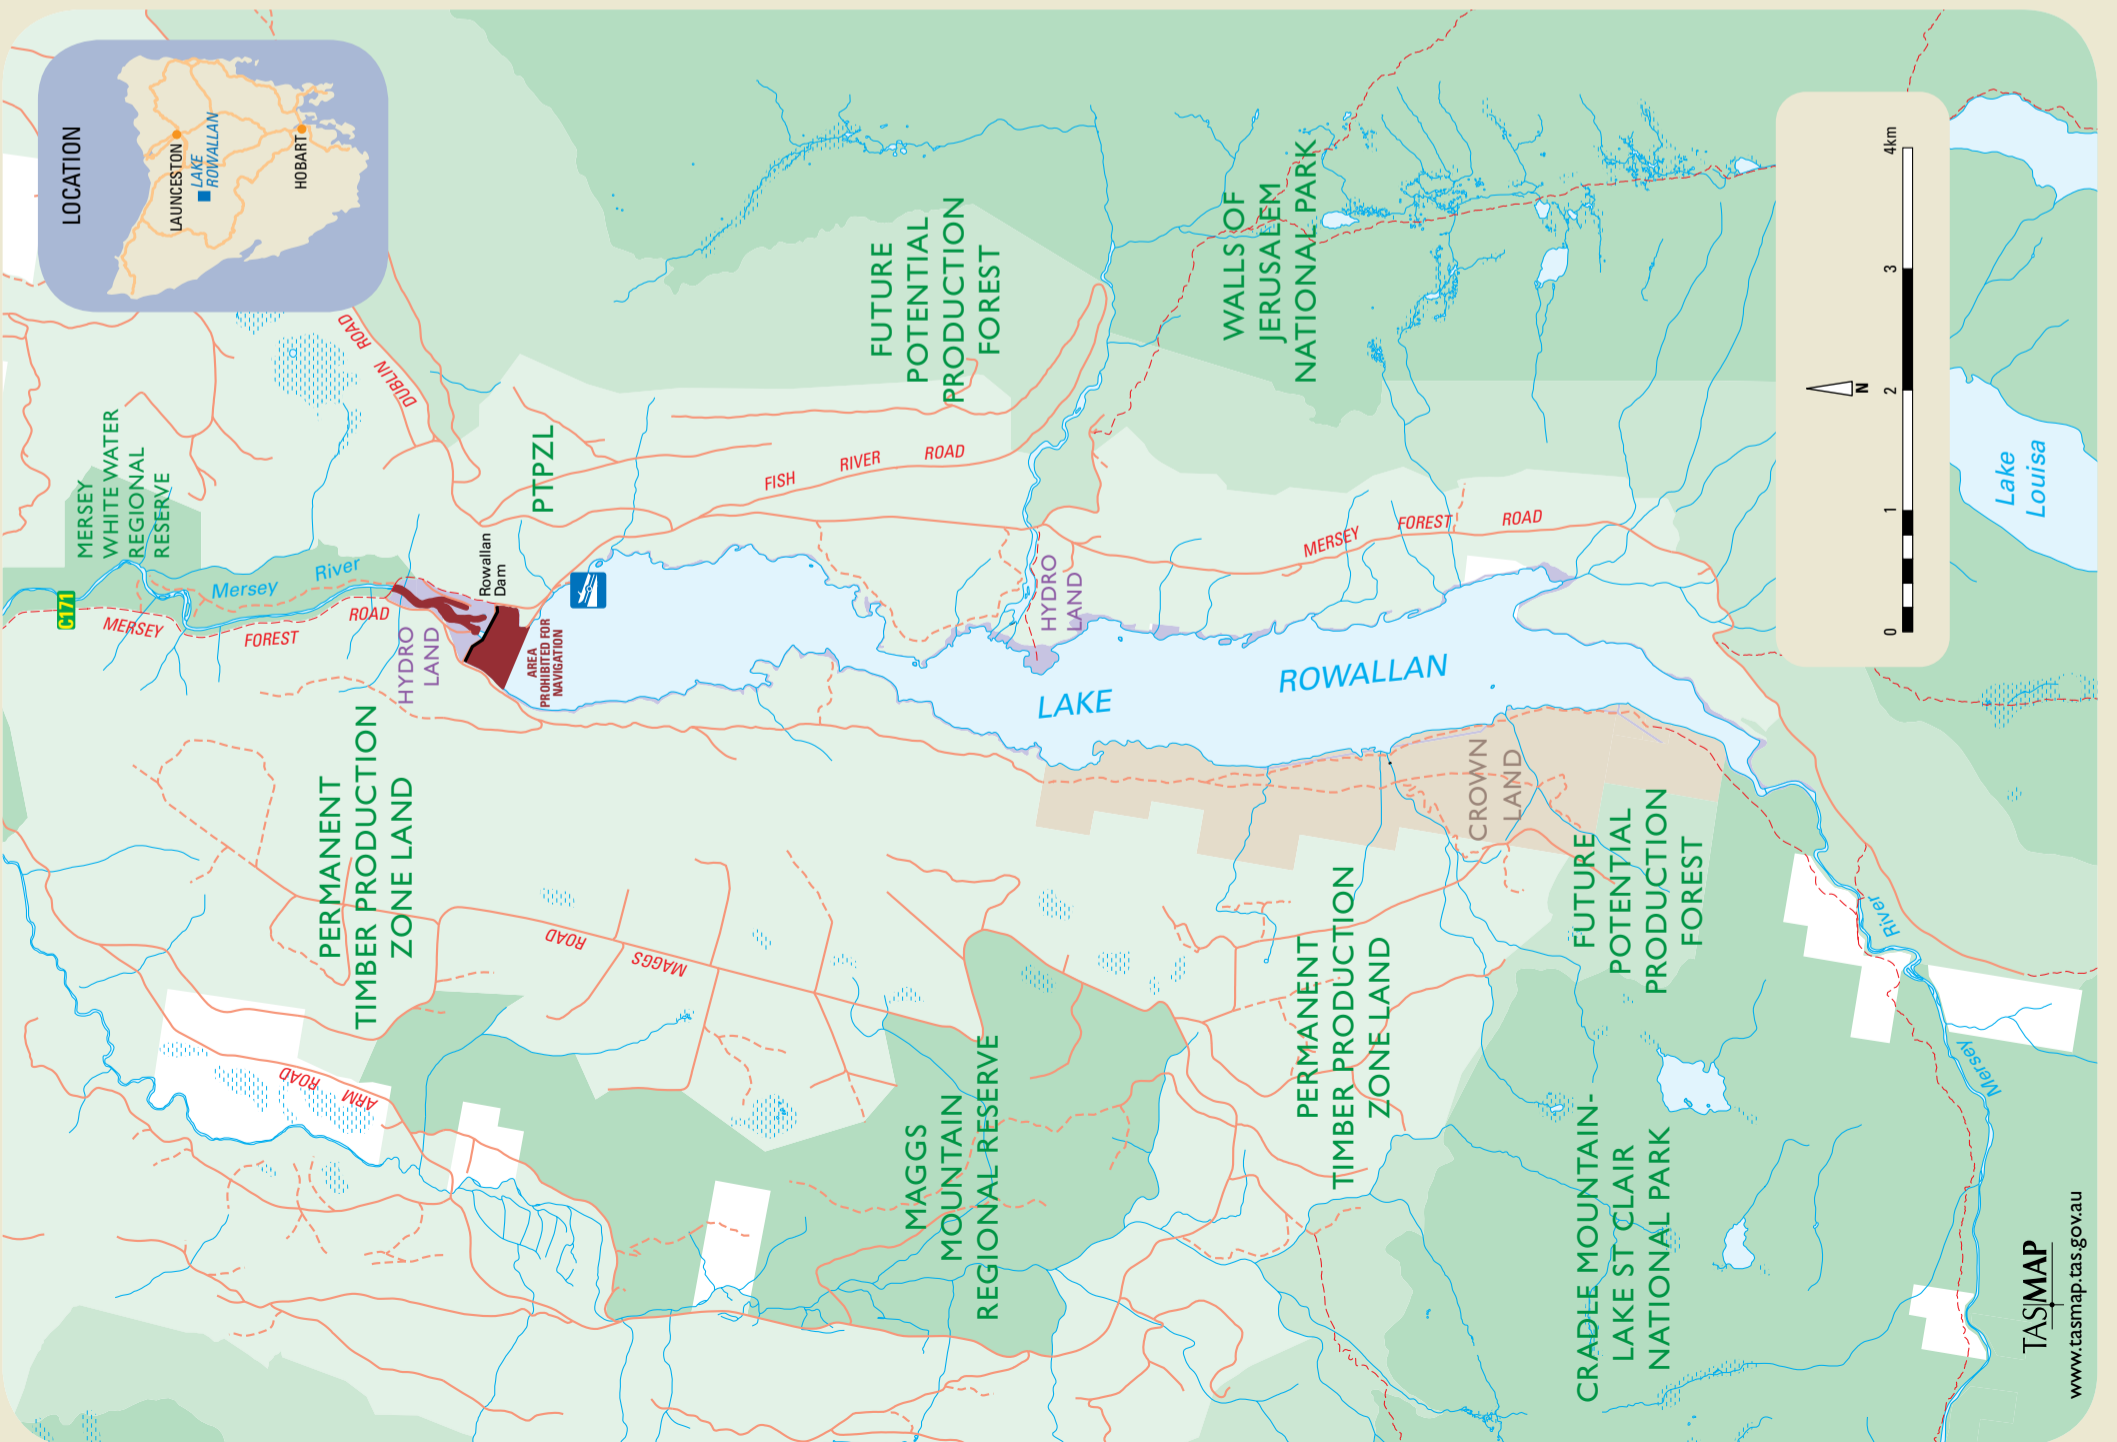 LOCATION
LAUNCESTON
LAKE
ROWALLAN
HOBART
MERSEY
WHITE WATER
REGIONAL
RESERVE
C171
MERSEY
FOREST
ROAD
Mersey
River
DUBLIN
ROAD
HYDRO
LAND
Rowallan
Dam
AREA
PROHIBITED FOR
NAVIGATION
PTPZL
PERMANENT
TIMBER PRODUCTION
ZONE LAND
ARM
ROAD
MAGGS
ROAD
FISH
RIVER
ROAD
FUTURE
POTENTIAL
PRODUCTION
FOREST
WALLS OF
JERUSALEM
NATIONAL PARK
HYDRO
LAND
LAKE
ROWALLAN
MERSEY
FOREST
ROAD
MAGGS
MOUNTAIN
REGIONAL RESERVE
PERMANENT
TIMBER PRODUCTION
ZONE LAND
CROWN
LAND
FUTURE
POTENTIAL
PRODUCTION
FOREST
CRADLE MOUNTAIN-
LAKE ST CLAIR
NATIONAL PARK
Mersey
River
Lake
Louisa
N
0 1 2 3 4km
TASMAP
www.tasmap.tas.gov.au